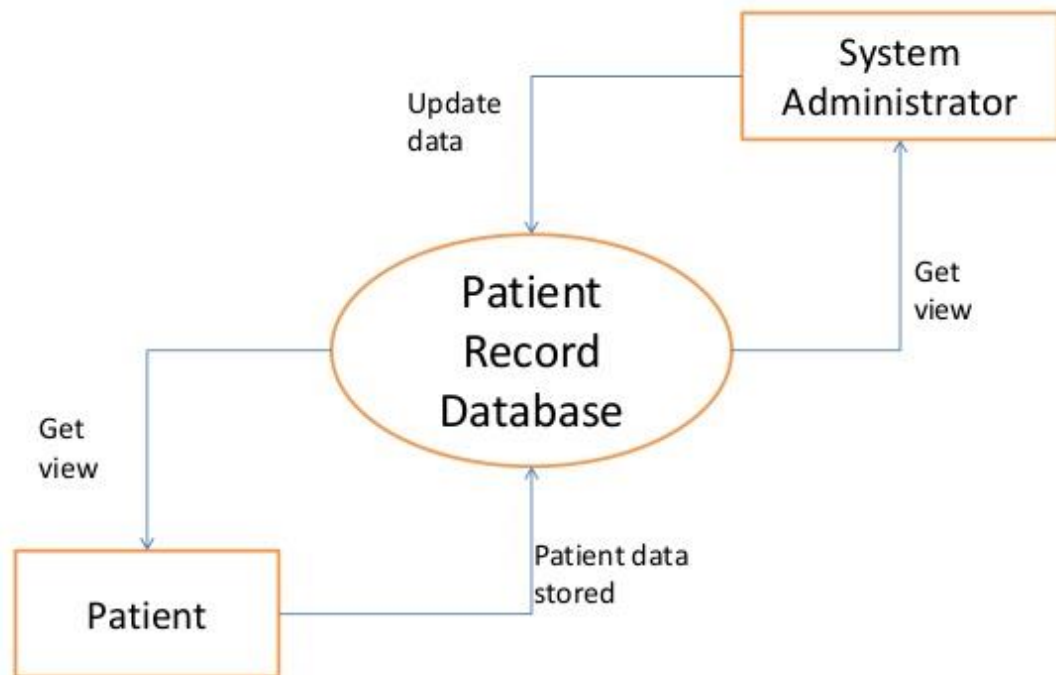 System
Administrator
Update
data
Get
view
Patient
Record
Database
Get
view
Patient data
stored
Patient